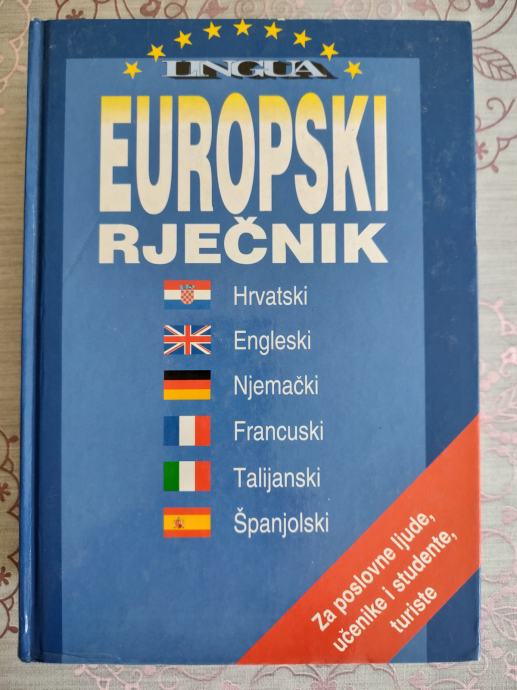 LINGUA
EUROPSKI
RJEČNIK
Hrvatski
Engleski
Njemački
Francuski
Talijanski
Španjolski
Za poslovne ljude,
učenike i studente,
turiste